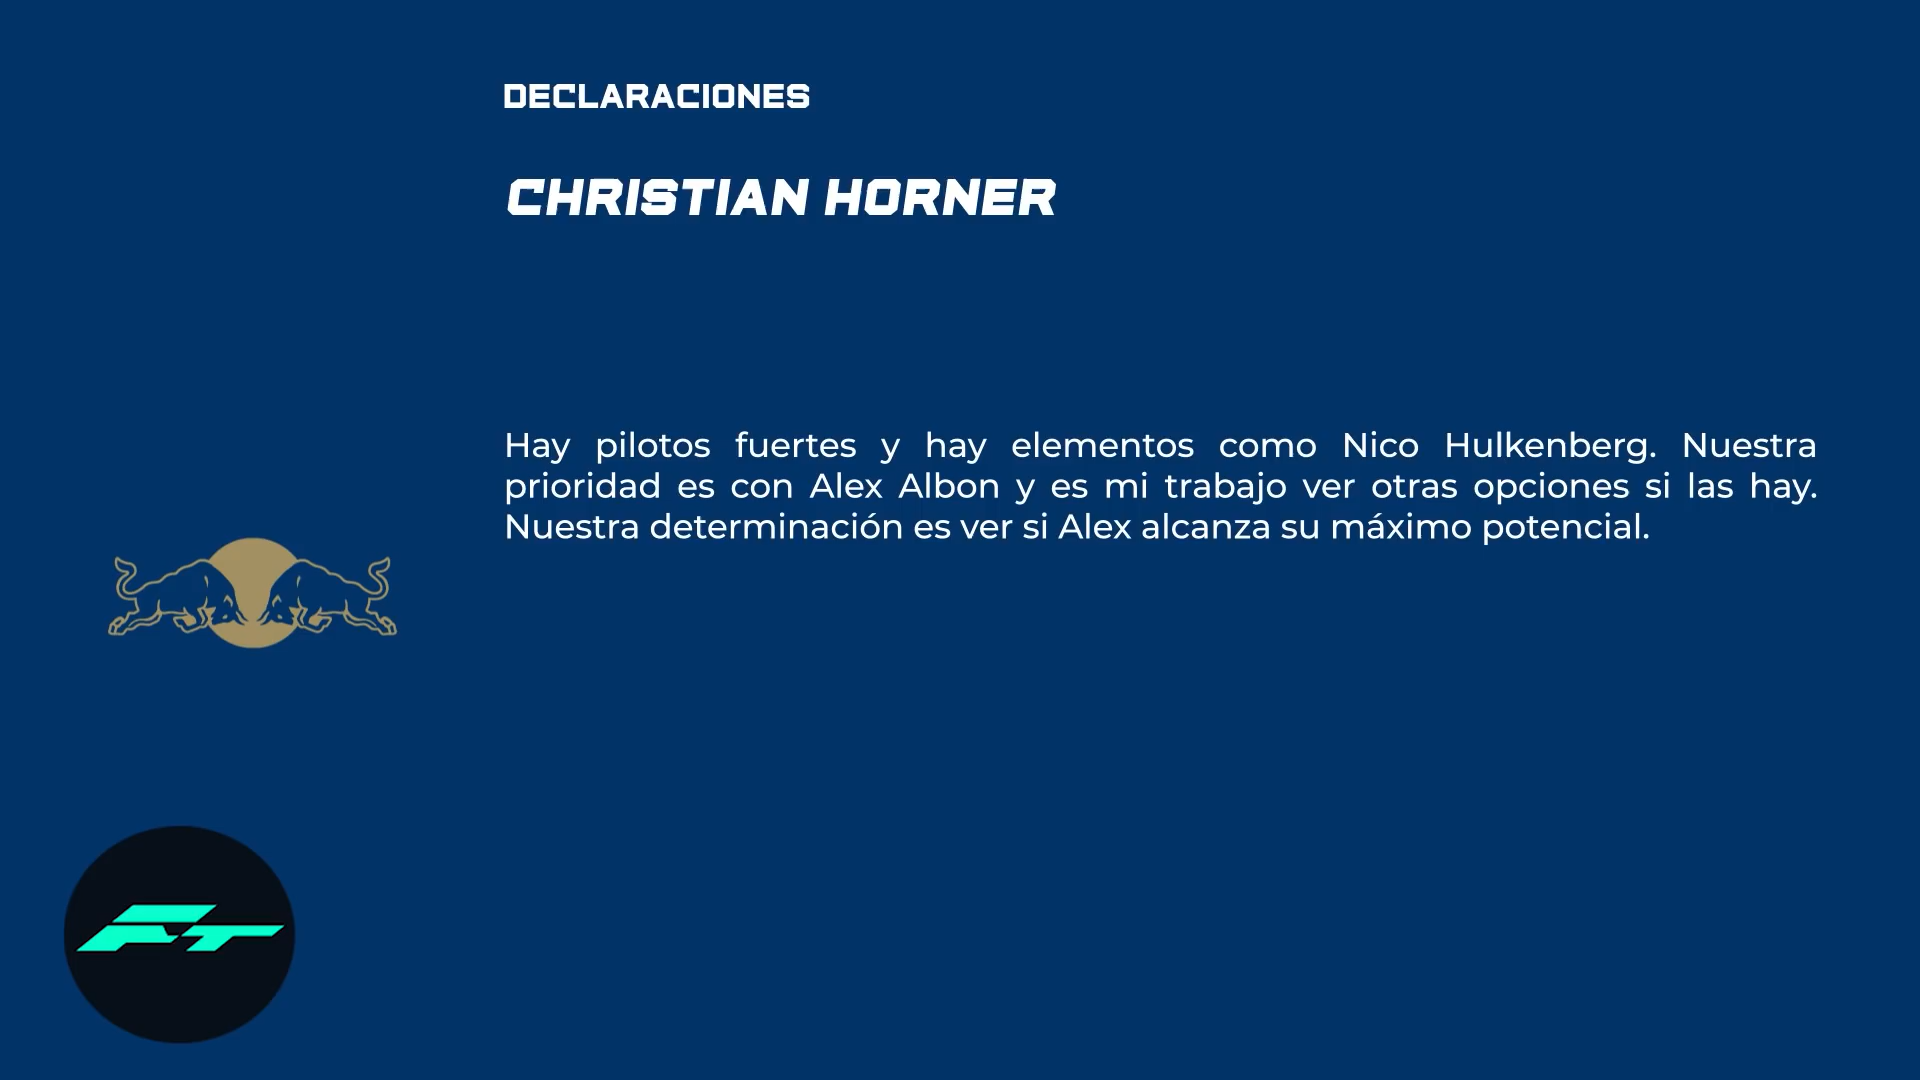 DECLARACIONES
CHRISTIAN HORNER
Hay pilotos fuertes y hay elementos como Nico Hulkenberg. Nuestra
prioridad es con Alex Albon y es mi trabajo ver otras opciones si las hay.
Nuestra determinación es ver si Alex alcanza su máximo potencial.
FT